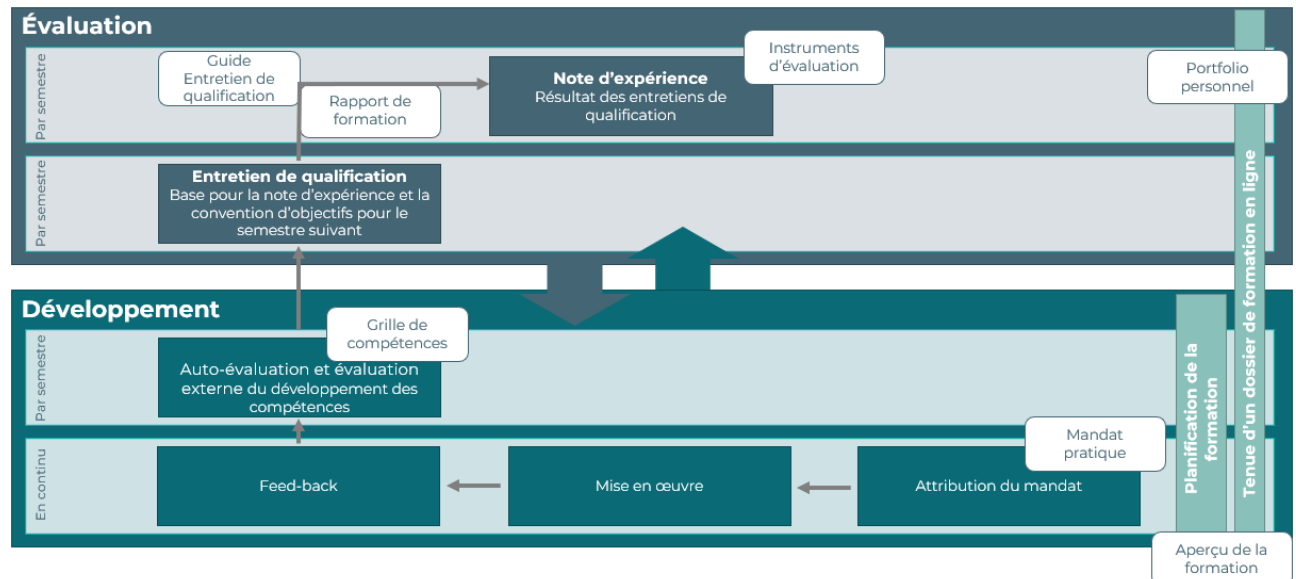 Évaluation
Par semestre
Guide
Entretien de
qualification
Rapport de
formation
Note d'expérience
Résultat des entretiens de
qualification
Instruments
d'évaluation
Portfolio
personnel
Par semestre
Entretien de qualification
Base pour la note d'expérience et la
convention d'objectifs pour le
semestre suivant
Tenue d'un dossier de formation en ligne
Développement
Par semestre
Grille de
compétences
Auto-évaluation et évaluation
externe du développement des
compétences
Planification de la
formation
En continu
Feed-back
Mise en œuvre
Attribution du mandat
Mandat
pratique
Aperçu de la
formation